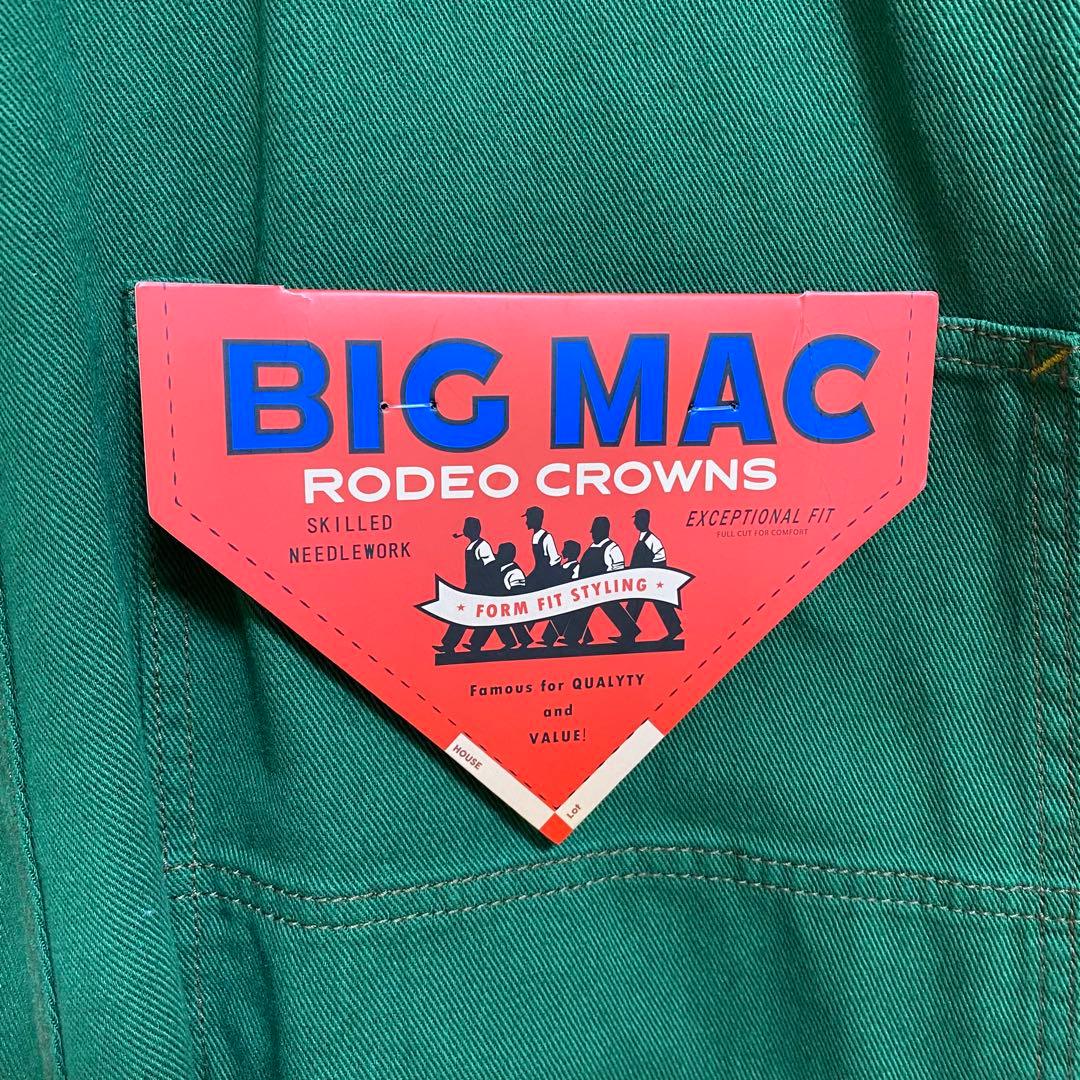 BIG MAC
RODEO CROWNS
SKILLED
NEEDLEWORK
EXCEPTIONAL FIT
FULL CUT FOR COMFORT
★ FORM FIT STYLING ★
Famous for QUALYTY
and
VALUE!
HOUSE
Lot